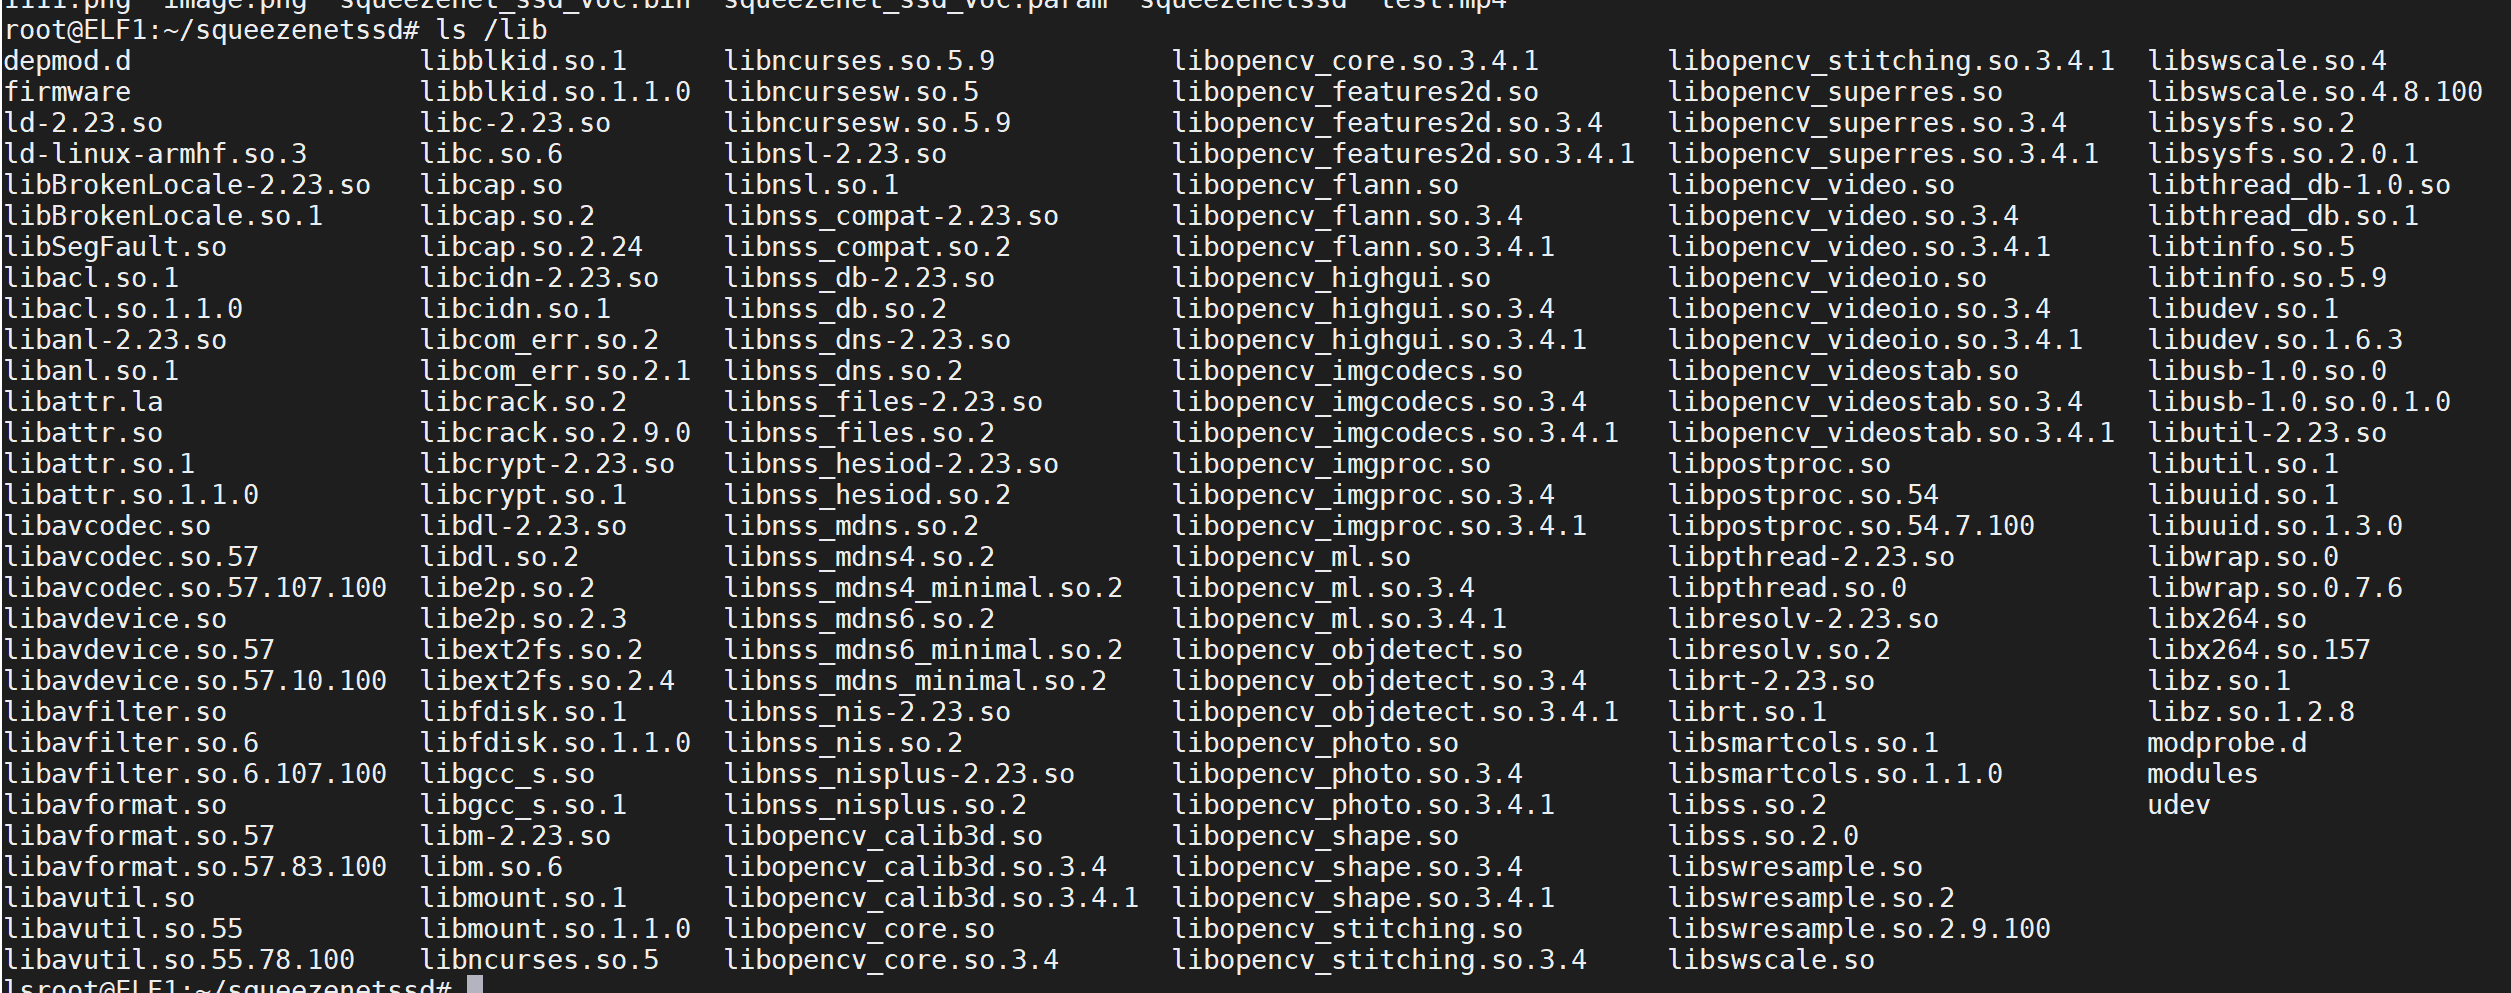 1111.png  image.png  squeezenet_ssd_voc.bin  squeezenet_ssd_voc.param  squeezenetssd  test.mp4
root@ELF1:~/squeezenetssd# ls /lib
depmod.d                  libblkid.so.1      libncurses.so.5.9          libopencv_core.so.3.4.1        libopencv_stitching.so.3.4.1  libswscale.so.4
firmware                  libblkid.so.1.1.0  libncursesw.so.5           libopencv_features2d.so        libopencv_superres.so         libswscale.so.4.8.100
ld-2.23.so                libc-2.23.so       libncursesw.so.5.9         libopencv_features2d.so.3.4    libopencv_superres.so.3.4     libsysfs.so.2
ld-linux-armhf.so.3       libc.so.6          libnsl-2.23.so             libopencv_features2d.so.3.4.1  libopencv_superres.so.3.4.1   libsysfs.so.2.0.1
libBrokenLocale-2.23.so   libcap.so          libnsl.so.1                libopencv_flann.so             libopencv_video.so            libthread_db-1.0.so
libBrokenLocale.so.1      libcap.so.2        libnss_compat-2.23.so      libopencv_flann.so.3.4         libopencv_video.so.3.4        libthread_db.so.1
libSegFault.so            libcap.so.2.24     libnss_compat.so.2         libopencv_flann.so.3.4.1       libopencv_video.so.3.4.1      libtinfo.so.5
libacl.so.1               libcidn-2.23.so    libnss_db-2.23.so          libopencv_highgui.so           libopencv_videoio.so          libtinfo.so.5.9
libacl.so.1.1.0           libcidn.so.1       libnss_db.so.2             libopencv_highgui.so.3.4       libopencv_videoio.so.3.4      libudev.so.1
libanl-2.23.so            libcom_err.so.2    libnss_dns-2.23.so         libopencv_highgui.so.3.4.1     libopencv_videoio.so.3.4.1    libudev.so.1.6.3
libanl.so.1               libcom_err.so.2.1  libnss_dns.so.2            libopencv_imgcodecs.so         libopencv_videostab.so        libusb-1.0.so.0
libattr.la                libcrack.so.2      libnss_files-2.23.so       libopencv_imgcodecs.so.3.4     libopencv_videostab.so.3.4    libusb-1.0.so.0.1.0
libattr.so                libcrack.so.2.9.0  libnss_files.so.2          libopencv_imgcodecs.so.3.4.1   libopencv_videostab.so.3.4.1  libutil-2.23.so
libattr.so.1              libcrypt-2.23.so   libnss_hesiod-2.23.so      libopencv_imgproc.so           libpostproc.so                libutil.so.1
libattr.so.1.1.0          libcrypt.so.1      libnss_hesiod.so.2         libopencv_imgproc.so.3.4       libpostproc.so.54             libuuid.so.1
libavcodec.so             libdl-2.23.so      libnss_mdns.so.2           libopencv_imgproc.so.3.4.1     libpostproc.so.54.7.100       libuuid.so.1.3.0
libavcodec.so.57          libdl.so.2         libnss_mdns4.so.2          libopencv_ml.so                libpthread-2.23.so            libwrap.so.0
libavcodec.so.57.107.100  libe2p.so.2        libnss_mdns4_minimal.so.2  libopencv_ml.so.3.4            libpthread.so.0               libwrap.so.0.7.6
libavdevice.so            libe2p.so.2.3      libnss_mdns6.so.2          libopencv_ml.so.3.4.1          libresolv-2.23.so             libx264.so
libavdevice.so.57         libext2fs.so.2     libnss_mdns6_minimal.so.2  libopencv_objdetect.so         libresolv.so.2                libx264.so.157
libavdevice.so.57.10.100  libext2fs.so.2.4   libnss_mdns_minimal.so.2   libopencv_objdetect.so.3.4     librt-2.23.so                 libz.so.1
libavfilter.so            libfdisk.so.1      libnss_nis-2.23.so         libopencv_objdetect.so.3.4.1   librt.so.1                    libz.so.1.2.8
libavfilter.so.6          libfdisk.so.1.1.0  libnss_nis.so.2            libopencv_photo.so             libsmartcols.so.1             modprobe.d
libavfilter.so.6.107.100  libgcc_s.so        libnss_nisplus-2.23.so     libopencv_photo.so.3.4         libsmartcols.so.1.1.0         modules
libavformat.so            libgcc_s.so.1      libnss_nisplus.so.2        libopencv_photo.so.3.4.1       libss.so.2                    udev
libavformat.so.57         libm-2.23.so       libopencv_calib3d.so       libopencv_shape.so             libss.so.2.0
libavformat.so.57.83.100  libm.so.6          libopencv_calib3d.so.3.4   libopencv_shape.so.3.4         libswresample.so
libavutil.so              libmount.so.1      libopencv_calib3d.so.3.4.1  libopencv_shape.so.3.4.1      libswresample.so.2
libavutil.so.55           libmount.so.1.1.0  libopencv_core.so          libopencv_stitching.so         libswresample.so.2.9.100
libavutil.so.55.78.100    libncurses.so.5    libopencv_core.so.3.4      libopencv_stitching.so.3.4     libswscale.so
lsroot@ELF1:~/squeezenetssd#